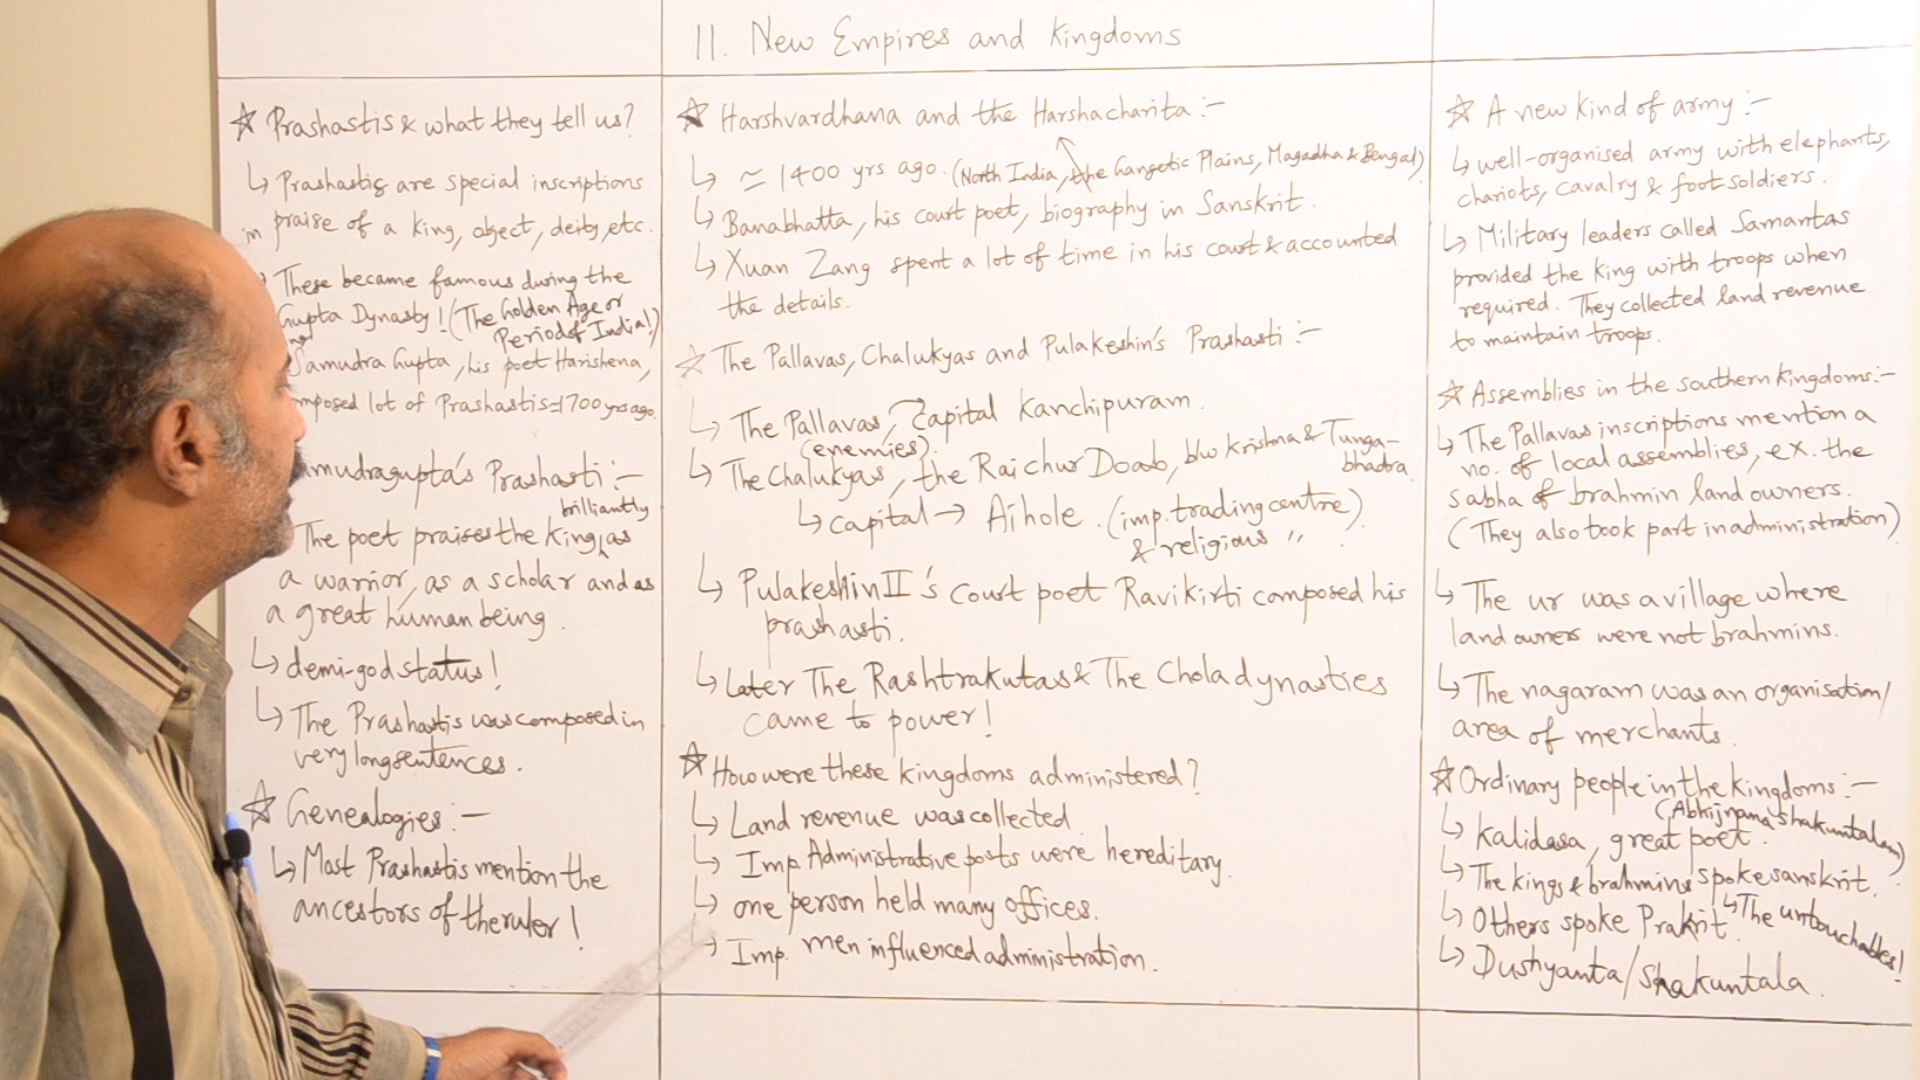 11. New Empires and Kingdoms
☆ Prashastis & what they tell us?
↳ Prashastis are special inscriptions
in praise of a king, object, deity, etc.
These became famous during the
Gupta Dynasty! (The Golden Age or
Period of India!)
Samudra Gupta, his poet Harishena,
mposed lot of Prashastis ≃1700 yrs ago.
mudragupta's Prashasti :-
brilliantly
The poet praises the king, as
a warrior, as a scholar and as
a great human being.
↳ demi-god status!
↳ The Prashastis was composed in
very long sentences.
☆ Genealogies :-
↳ Most Prashastis mention the
ancestors of the ruler!
☆ Harshvardhana and the Harshacharita :-
↳ ≃ 1400 yrs ago. (North India, the Gangetic Plains, Magadha & Bengal)
↳ Banabhatta, his court poet, biography in Sanskrit.
↳ Xuan Zang spent a lot of time in his court & accounted
the details.
☆ The Pallavas, Chalukyas and Pulakeshin's Prashasti :-
↳ The Pallavas, capital Kanchipuram.
(enemies)
↳ The Chalukyas, the Raichur Doab, b/w Krishna & Tunga-
bhadra
↳ capital → Aihole. (imp. trading centre)
& religious "
↳ Pulakeshin II's court poet Ravikirti composed his
prashasti.
↳ Later The Rashtrakutas & The Chola dynasties
came to power!
☆ How were these kingdoms administered?
↳ Land revenue was collected
↳ Imp. Administrative posts were hereditary.
↳ one person held many offices.
↳ Imp. men influenced administration.
☆ A new kind of army :-
↳ well-organised army with elephants,
chariots, cavalry & foot soldiers.
↳ Military leaders called Samantas
provided the king with troops when
required. They collected land revenue
to maintain troops.
☆ Assemblies in the southern kingdoms :-
↳ The Pallavas inscriptions mention a
no. of local assemblies, ex. the
sabha of brahmin land owners.
(They also took part in administration)
↳ The ur was a village where
land owners were not brahmins.
↳ The nagaram was an organisation/
area of merchants.
☆ Ordinary people in the kingdoms :-
(Abhijnama Shakuntalam)
↳ Kalidasa, great poet.
↳ The kings & brahmins spoke sanskrit.
↳ Others spoke Prakrit. ↳ The untouchables!
↳ Dushyanta/Shakuntala.